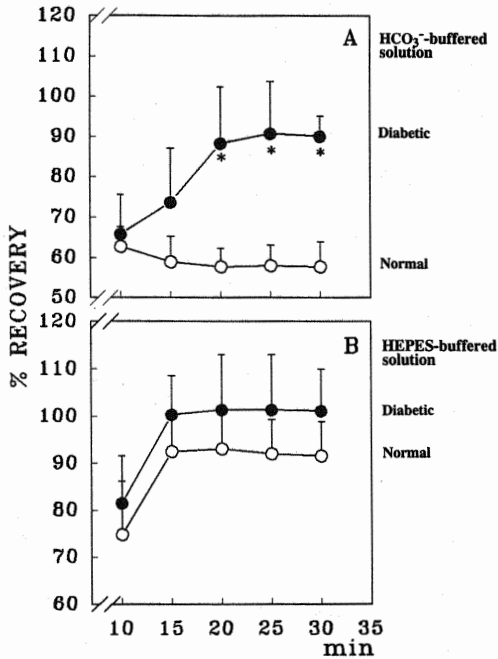 120
110
100
90
80
70
60
50
A
HCO₃⁻-buffered
solution
Diabetic
*
*
*
Normal
% RECOVERY
120
110
100
90
80
70
60
B
HEPES-buffered
solution
Diabetic
Normal
10 15 20 25 30 35
min